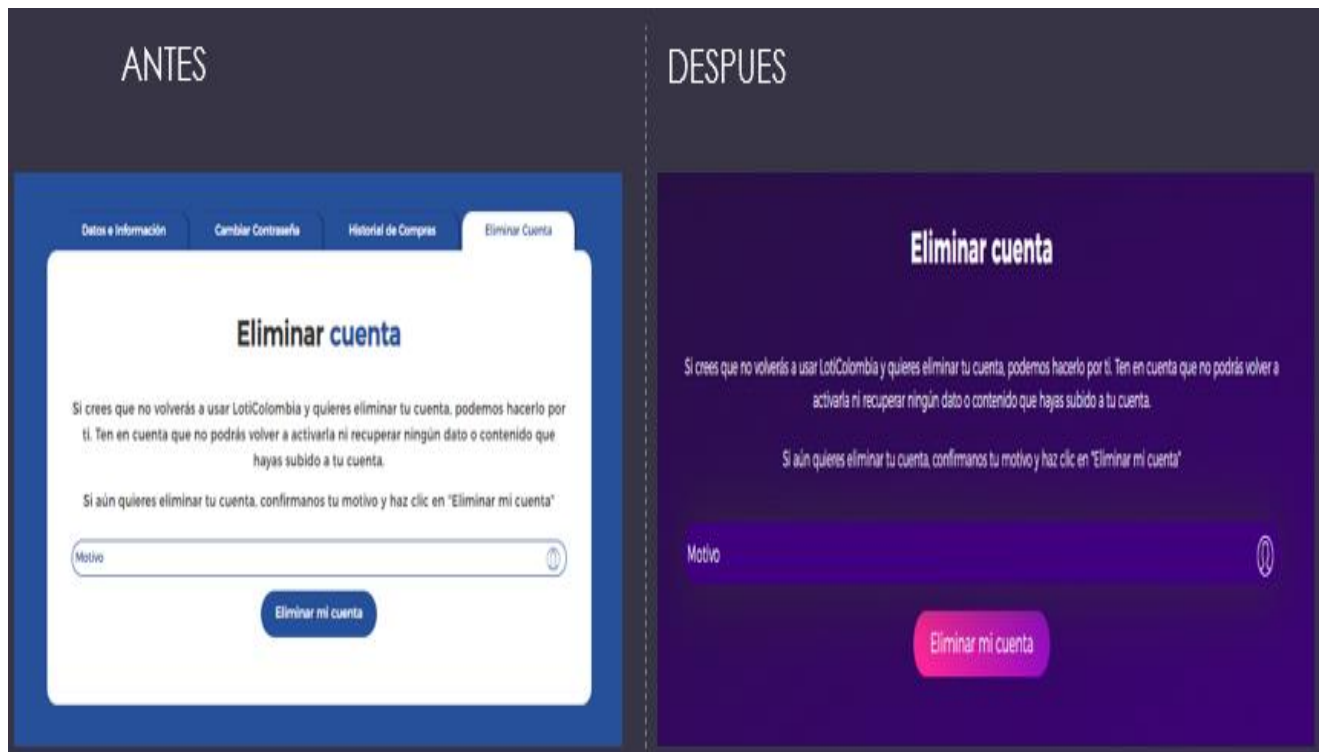 ANTES
DESPUES
Datos e Información
Cambiar Contraseña
Historial de Compras
Eliminar Cuenta
Eliminar cuenta
Si crees que no volverás a usar LotiColombia y quieres eliminar tu cuenta, podemos hacerlo por
ti. Ten en cuenta que no podrás volver a activarla ni recuperar ningún dato o contenido que
hayas subido a tu cuenta.
Si aún quieres eliminar tu cuenta, confirmanos tu motivo y haz clic en "Eliminar mi cuenta"
Motivo
Eliminar mi cuenta
Eliminar cuenta
Si crees que no volverás a usar LotiColombia y quieres eliminar tu cuenta, podemos hacerlo por ti. Ten en cuenta que no podrás volver a
activarla ni recuperar ningún dato o contenido que hayas subido a tu cuenta.
Si aún quieres eliminar tu cuenta, confirmanos tu motivo y haz clic en "Eliminar mi cuenta"
Motivo
Eliminar mi cuenta